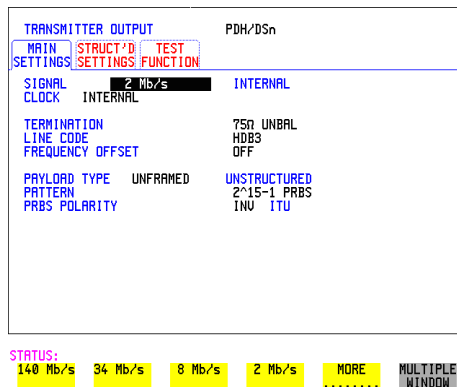 TRANSMITTER OUTPUT PDH/DSn
MAIN SETTINGS STRUCT'D SETTINGS TEST FUNCTION
SIGNAL 2 Mb/s INTERNAL
CLOCK INTERNAL
TERMINATION 75Ω UNBAL
LINE CODE HDB3
FREQUENCY OFFSET OFF
PAYLOAD TYPE UNFRAMED UNSTRUCTURED
PATTERN 2^15-1 PRBS
PRBS POLARITY INV ITU
STATUS:
140 Mb/s 34 Mb/s 8 Mb/s 2 Mb/s MORE ........ MULTIPLE WINDOW